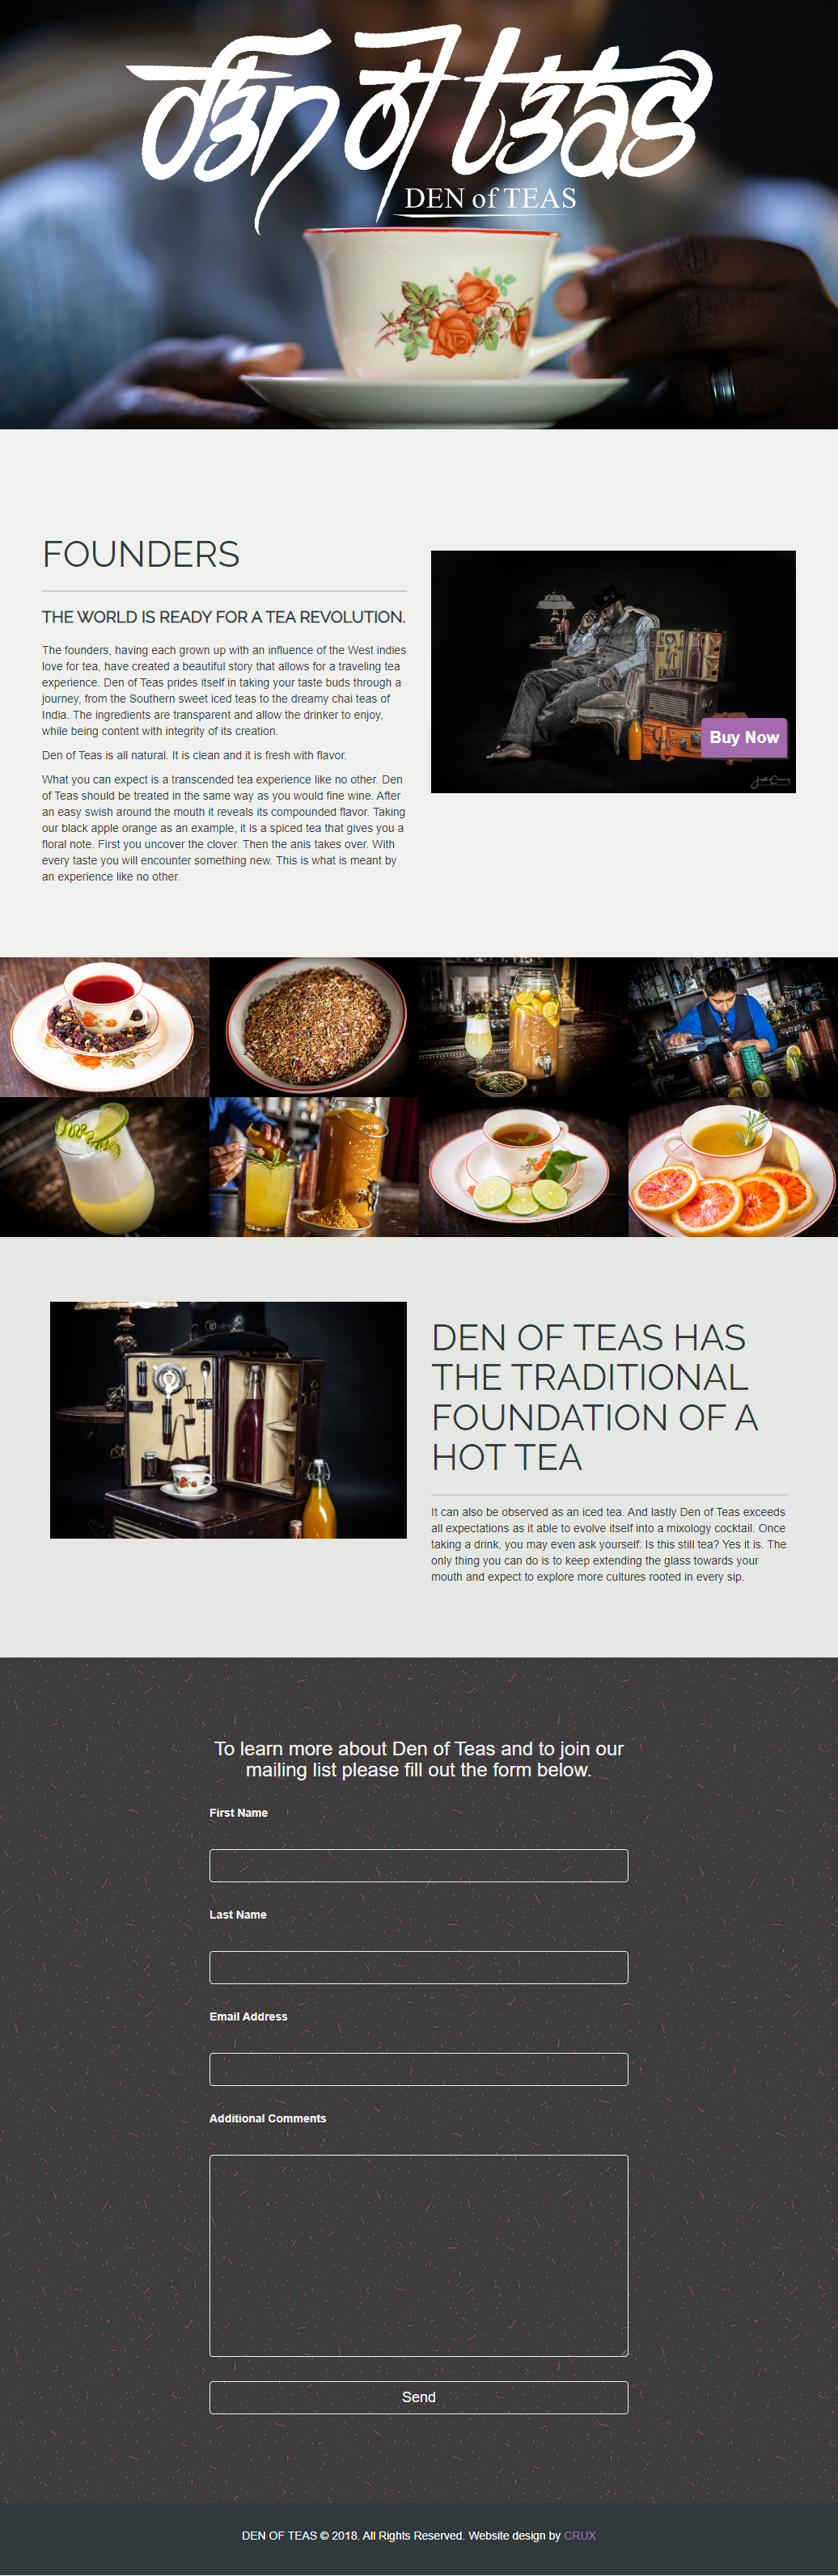 den of teas
DEN of TEAS
FOUNDERS
THE WORLD IS READY FOR A TEA REVOLUTION.
The founders, having each grown up with an influence of the West indies
love for tea, have created a beautiful story that allows for a traveling tea
experience. Den of Teas prides itself in taking your taste buds through a
journey, from the Southern sweet iced teas to the dreamy chai teas of
India. The ingredients are transparent and allow the drinker to enjoy,
while being content with integrity of its creation.
Den of Teas is all natural. It is clean and it is fresh with flavor.
What you can expect is a transcended tea experience like no other. Den
of Teas should be treated in the same way as you would fine wine. After
an easy swish around the mouth it reveals its compounded flavor. Taking
our black apple orange as an example, it is a spiced tea that gives you a
floral note. First you uncover the clover. Then the anis takes over. With
every taste you will encounter something new. This is what is meant by
an experience like no other.
Buy Now
DEN OF TEAS HAS
THE TRADITIONAL
FOUNDATION OF A
HOT TEA
It can also be observed as an iced tea. And lastly Den of Teas exceeds
all expectations as it able to evolve itself into a mixology cocktail. Once
taking a drink, you may even ask yourself: Is this still tea? Yes it is. The
only thing you can do is to keep extending the glass towards your
mouth and expect to explore more cultures rooted in every sip.
To learn more about Den of Teas and to join our
mailing list please fill out the form below.
First Name
Last Name
Email Address
Additional Comments
Send
DEN OF TEAS © 2018. All Rights Reserved. Website design by CRUX